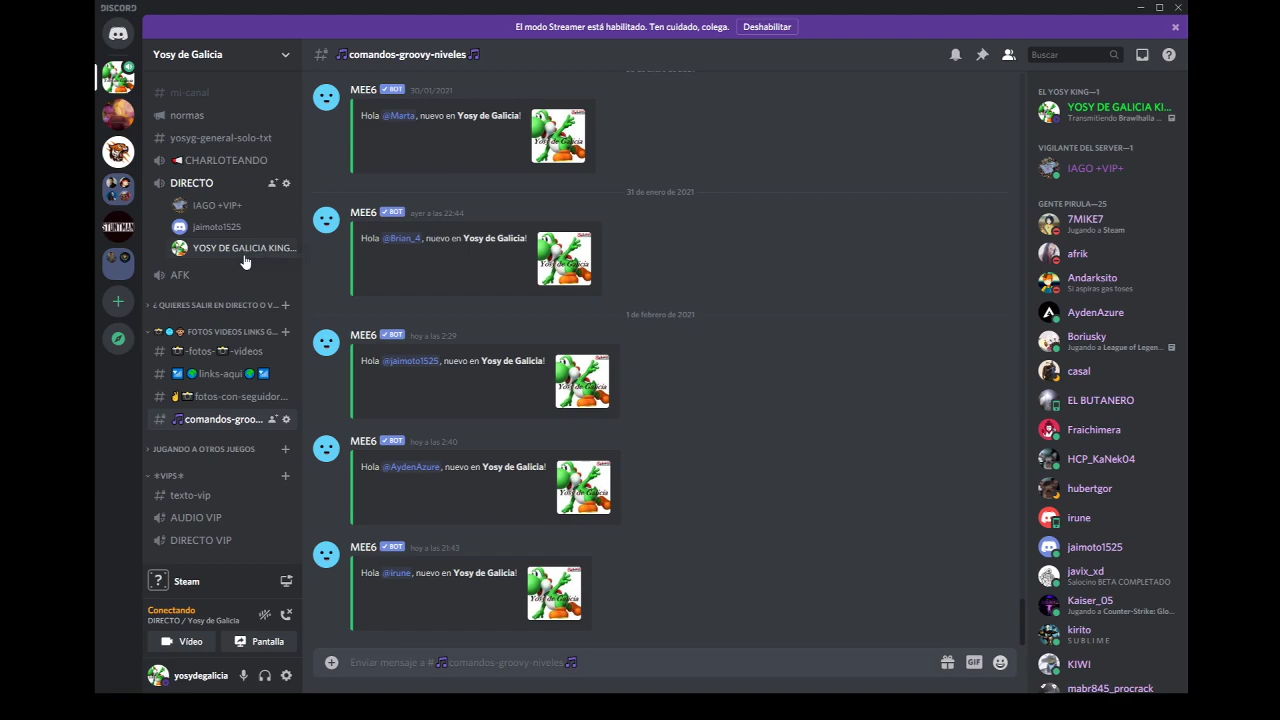 DISCORD
El modo Streamer está habilitado. Ten cuidado, colega. Deshabilitar
Yosy de Galicia
mi-canal
normas
yosyg-general-solo-txt
CHARLOTEANDO
DIRECTO
IAGO +VIP+
jaimoto1525
YOSY DE GALICIA KING...
AFK
¿ QUIERES SALIR EN DIRECTO O V...
FOTOS VIDEOS LINKS G...
-fotos- -videos
links-aqui
fotos-con-seguidor...
comandos-groo...
JUGANDO A OTROS JUEGOS
*VIPS*
texto-vip
AUDIO VIP
DIRECTO VIP
Steam
Conectando
DIRECTO / Yosy de Galicia
Vídeo Pantalla
yosydegalicia
comandos-groovy-niveles
Buscar
MEE6 BOT 30/01/2021
Hola @Marta, nuevo en Yosy de Galicia!
31 de enero de 2021
MEE6 BOT ayer a las 22:44
Hola @Brian_4, nuevo en Yosy de Galicia!
1 de febrero de 2021
MEE6 BOT hoy a las 2:29
Hola @jaimoto1525, nuevo en Yosy de Galicia!
MEE6 BOT hoy a las 2:40
Hola @AydenAzure, nuevo en Yosy de Galicia!
MEE6 BOT hoy a las 21:43
Hola @irune, nuevo en Yosy de Galicia!
Enviar mensaje a # comandos-groovy-niveles
GIF
EL YOSY KING—1
YOSY DE GALICIA KI...
Transmitiendo Brawlhalla ...
VIGILANTE DEL SERVER—1
IAGO +VIP+
GENTE PIRULA—25
7MIKE7
Jugando a Steam
afrik
Andarksito
Si aspiras gas toses
AydenAzure
Boriusky
Jugando a League of Legen...
casal
EL BUTANERO
Fraichimera
HCP_KaNek04
hubertgor
irune
jaimoto1525
javix_xd
Salocino BETA COMPLETADO
Kaiser_05
Jugando a Counter-Strike: Glo...
kirito
SUBLIME
KIWI
mabr845_procrack